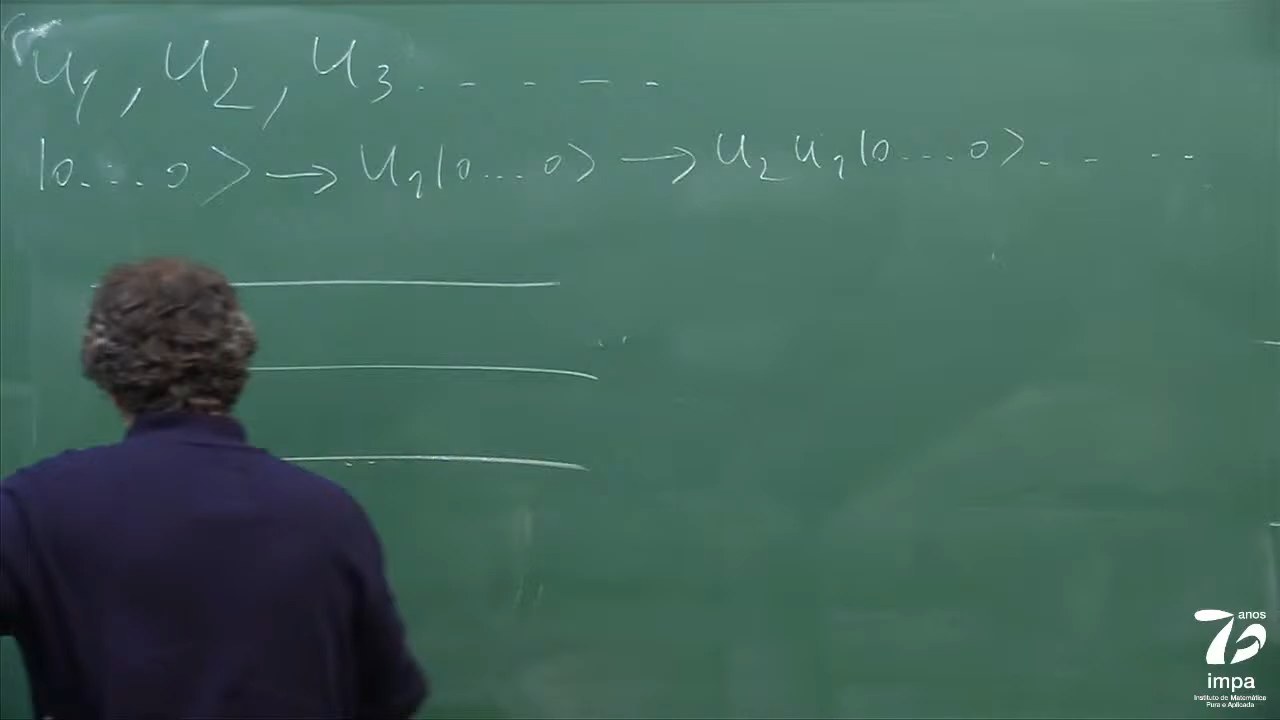 U1, U2, U3. - - - -
|0...0> → U1|0...0> → U2 U1|0...0>- - - -
70 anos
impa
Instituto de Matemática
Pura e Aplicada